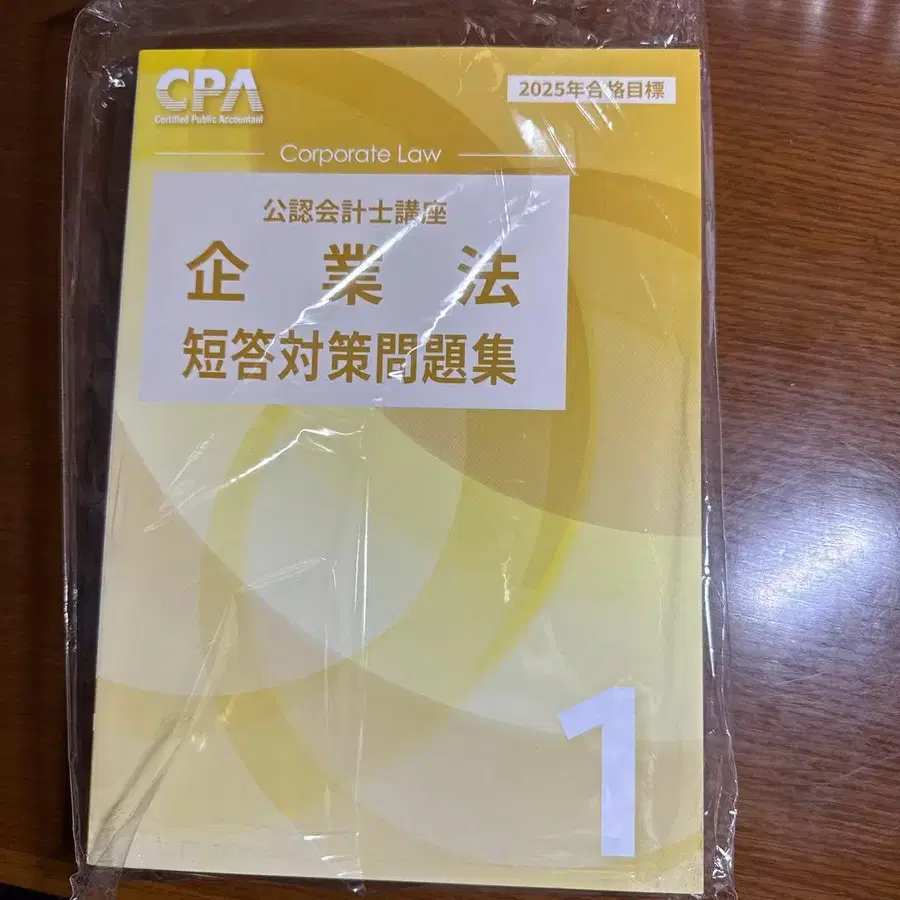 CPA
Certified Public Accountant
2025年合格目標
Corporate Law
公認会計士講座
企業法
短答対策問題集
1